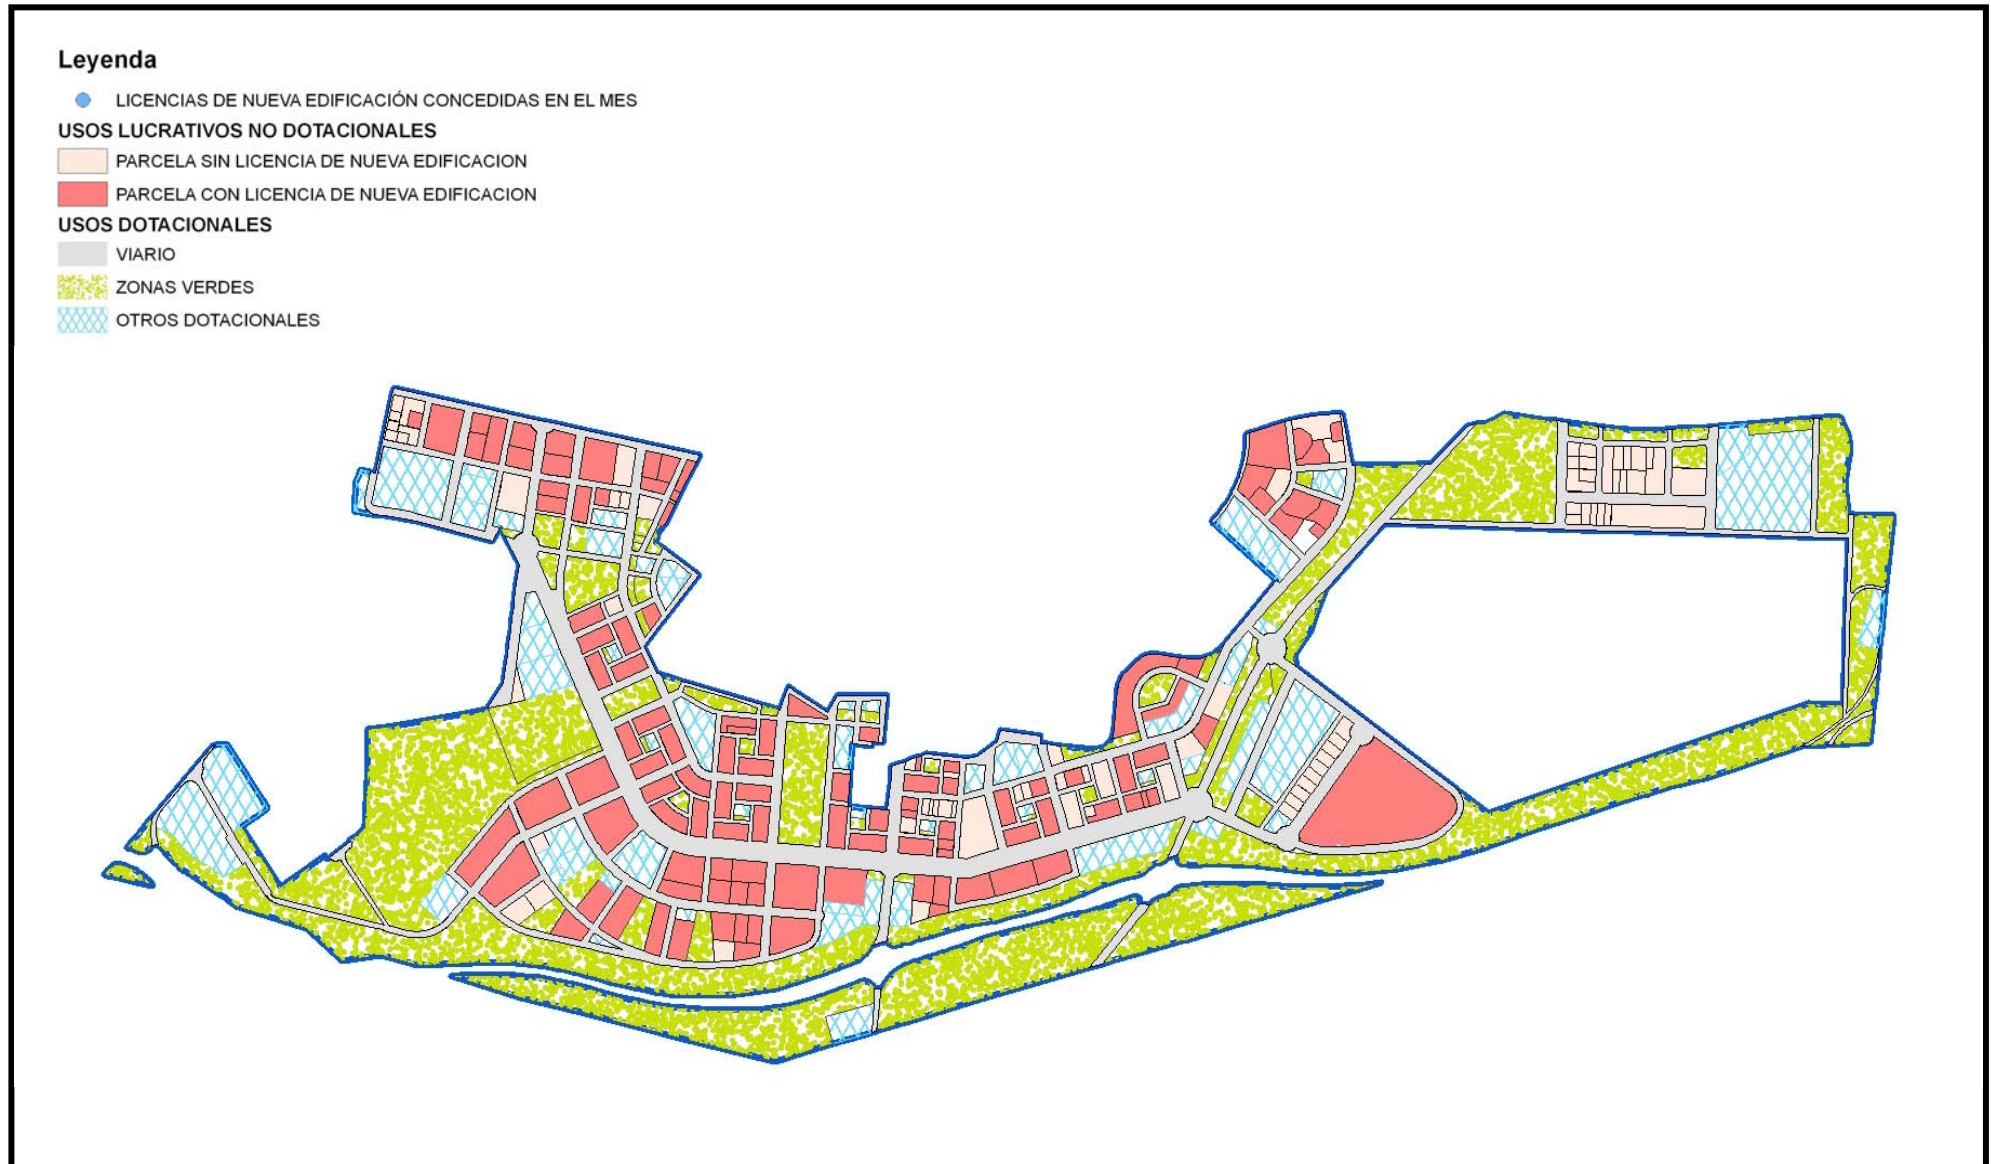 Leyenda
LICENCIAS DE NUEVA EDIFICACIÓN CONCEDIDAS EN EL MES
USOS LUCRATIVOS NO DOTACIONALES
PARCELA SIN LICENCIA DE NUEVA EDIFICACION
PARCELA CON LICENCIA DE NUEVA EDIFICACION
USOS DOTACIONALES
VIARIO
ZONAS VERDES
OTROS DOTACIONALES